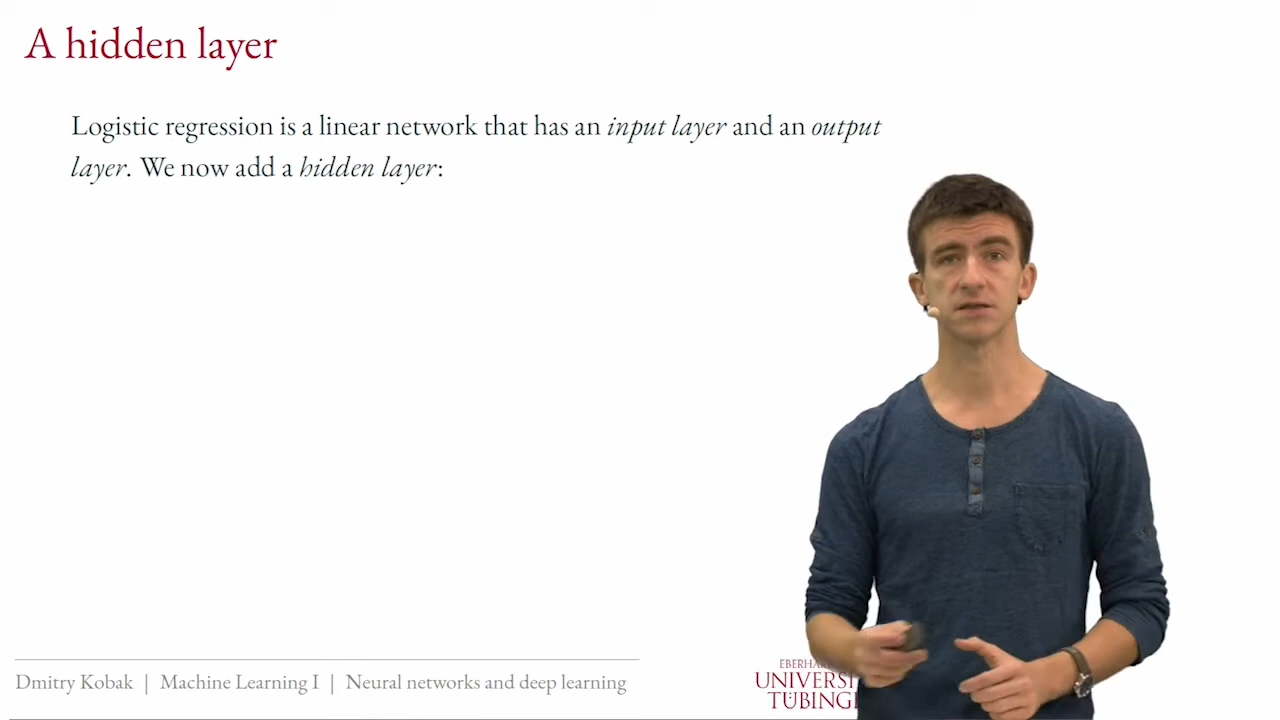 A hidden layer
Logistic regression is a linear network that has an input layer and an output
layer. We now add a hidden layer:
Dmitry Kobak | Machine Learning I | Neural networks and deep learning